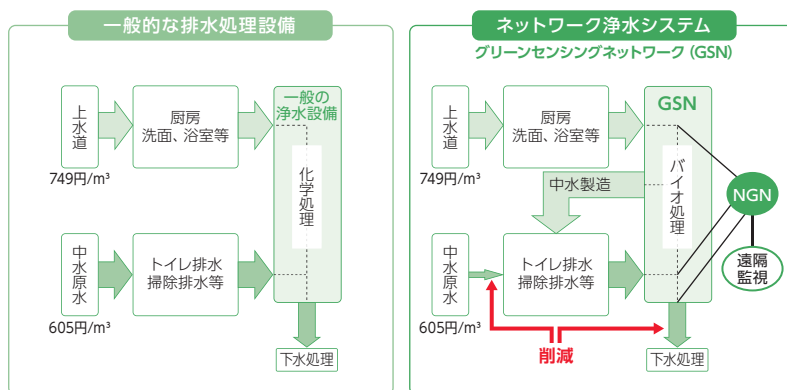 一般的な排水処理設備
上水道
749円/m³
厨房
洗面、浴室等
一般の
浄水設備
化学処理
中水原水
605円/m³
トイレ排水
掃除排水等
下水処理
ネットワーク浄水システム
グリーンセンシングネットワーク（GSN）
上水道
749円/m³
厨房
洗面、浴室等
GSN
バイオ処理
中水製造
NGN
遠隔
監視
中水原水
605円/m³
トイレ排水
掃除排水等
削減
下水処理